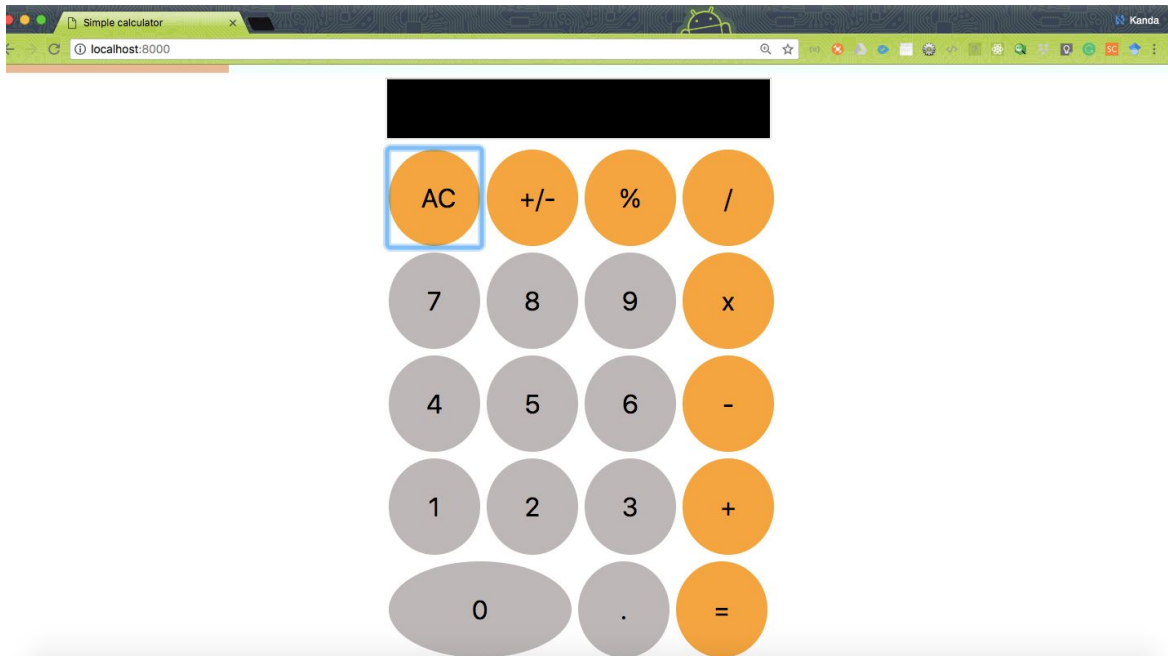 Simple calculator
Kanda
localhost:8000
AC +/- % /
7 8 9 x
4 5 6 -
1 2 3 +
0 . =